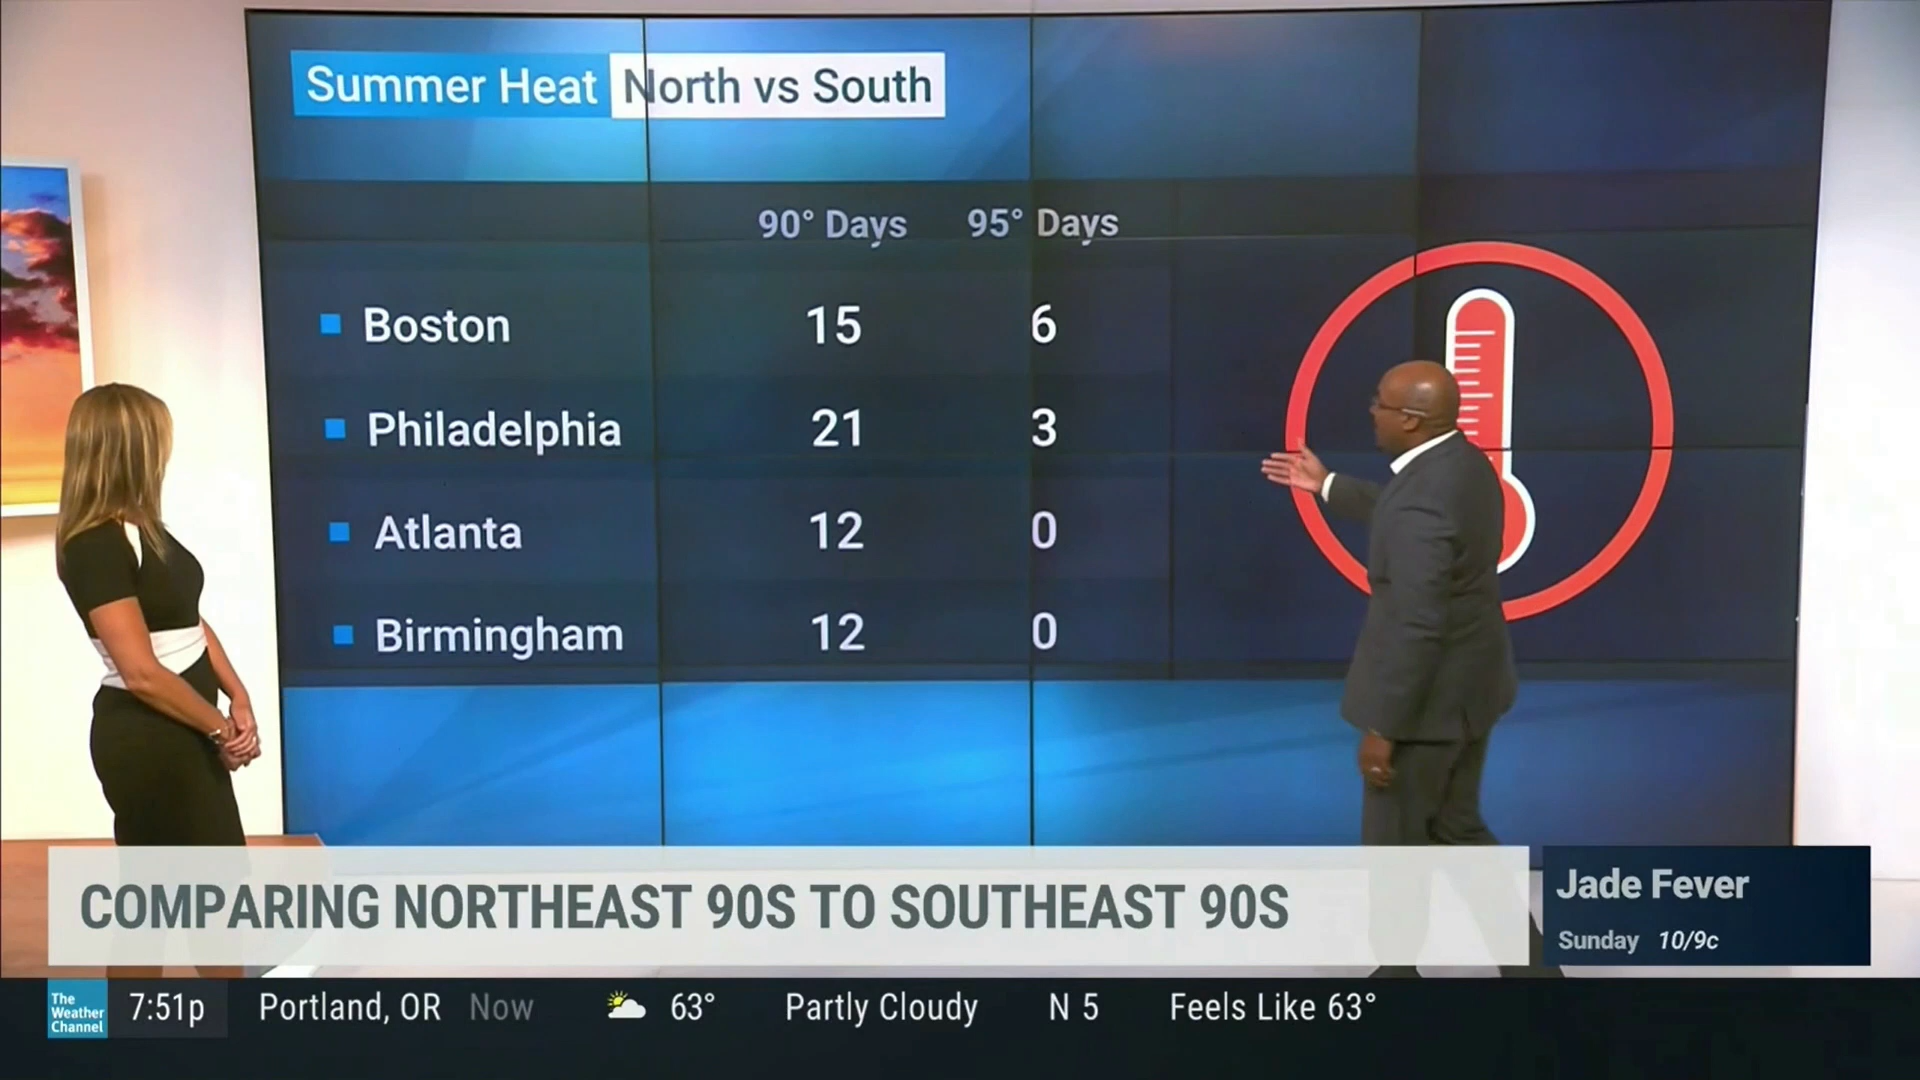 Summer Heat North vs South
90° Days 95° Days
Boston 15 6
Philadelphia 21 3
Atlanta 12 0
Birmingham 12 0
COMPARING NORTHEAST 90S TO SOUTHEAST 90S
Jade Fever
Sunday 10/9c
The
Weather
Channel
7:51p Portland, OR Now 63° Partly Cloudy N 5 Feels Like 63°